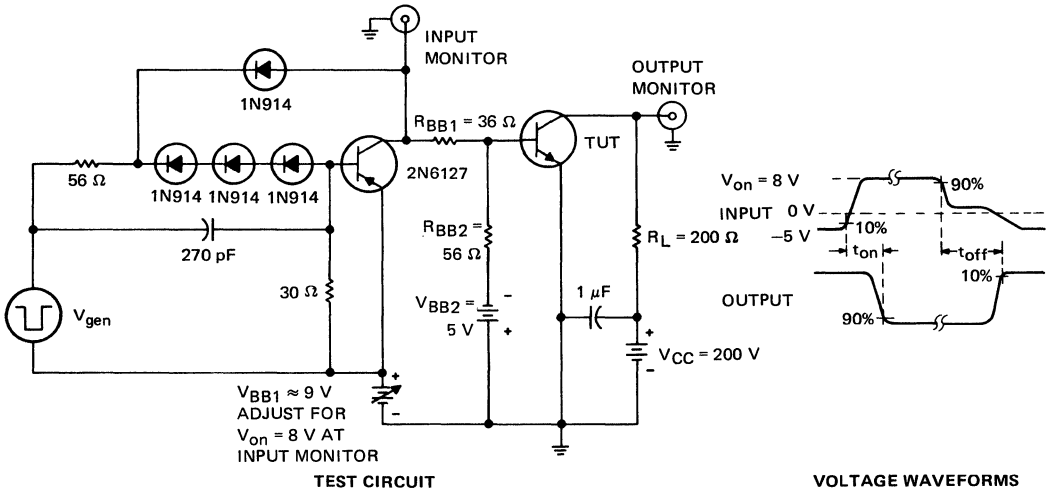 INPUT
MONITOR
OUTPUT
MONITOR
1N914
R_BB1 = 36 Ω
TUT
56 Ω
1N914 1N914 1N914
2N6127
270 pF
R_BB2 =
56 Ω
R_L = 200 Ω
30 Ω
V_gen
V_BB2 =
5 V
-
+
1 μF
+
-
V_CC = 200 V
V_BB1 ≈ 9 V
ADJUST FOR
V_on = 8 V AT
INPUT MONITOR
+
-
TEST CIRCUIT
V_on = 8 V
90%
INPUT 0 V
10%
-5 V
t_on
t_off
10%
OUTPUT
90%
VOLTAGE WAVEFORMS